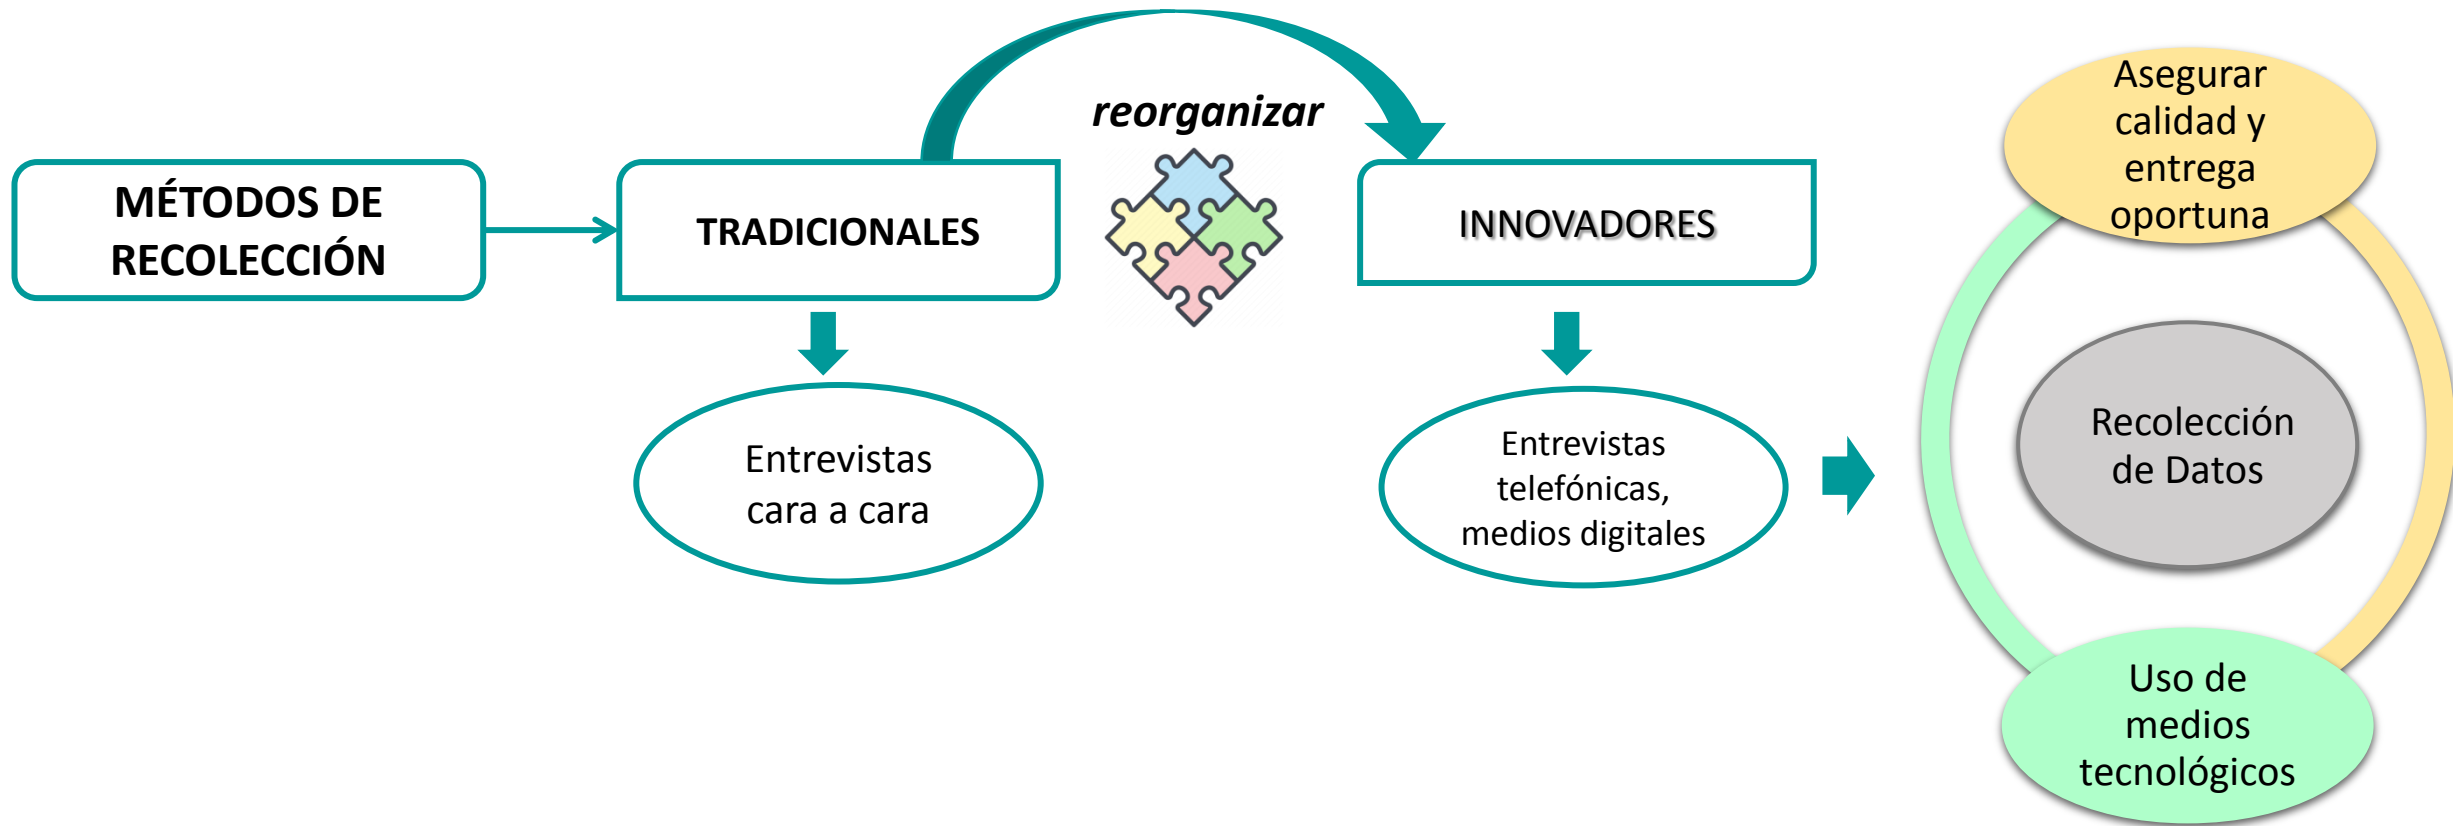 MÉTODOS DE
RECOLECCIÓN
TRADICIONALES
reorganizar
INNOVADORES
Entrevistas
cara a cara
Entrevistas
telefónicas,
medios digitales
Asegurar
calidad y
entrega
oportuna
Recolección
de Datos
Uso de
medios
tecnológicos